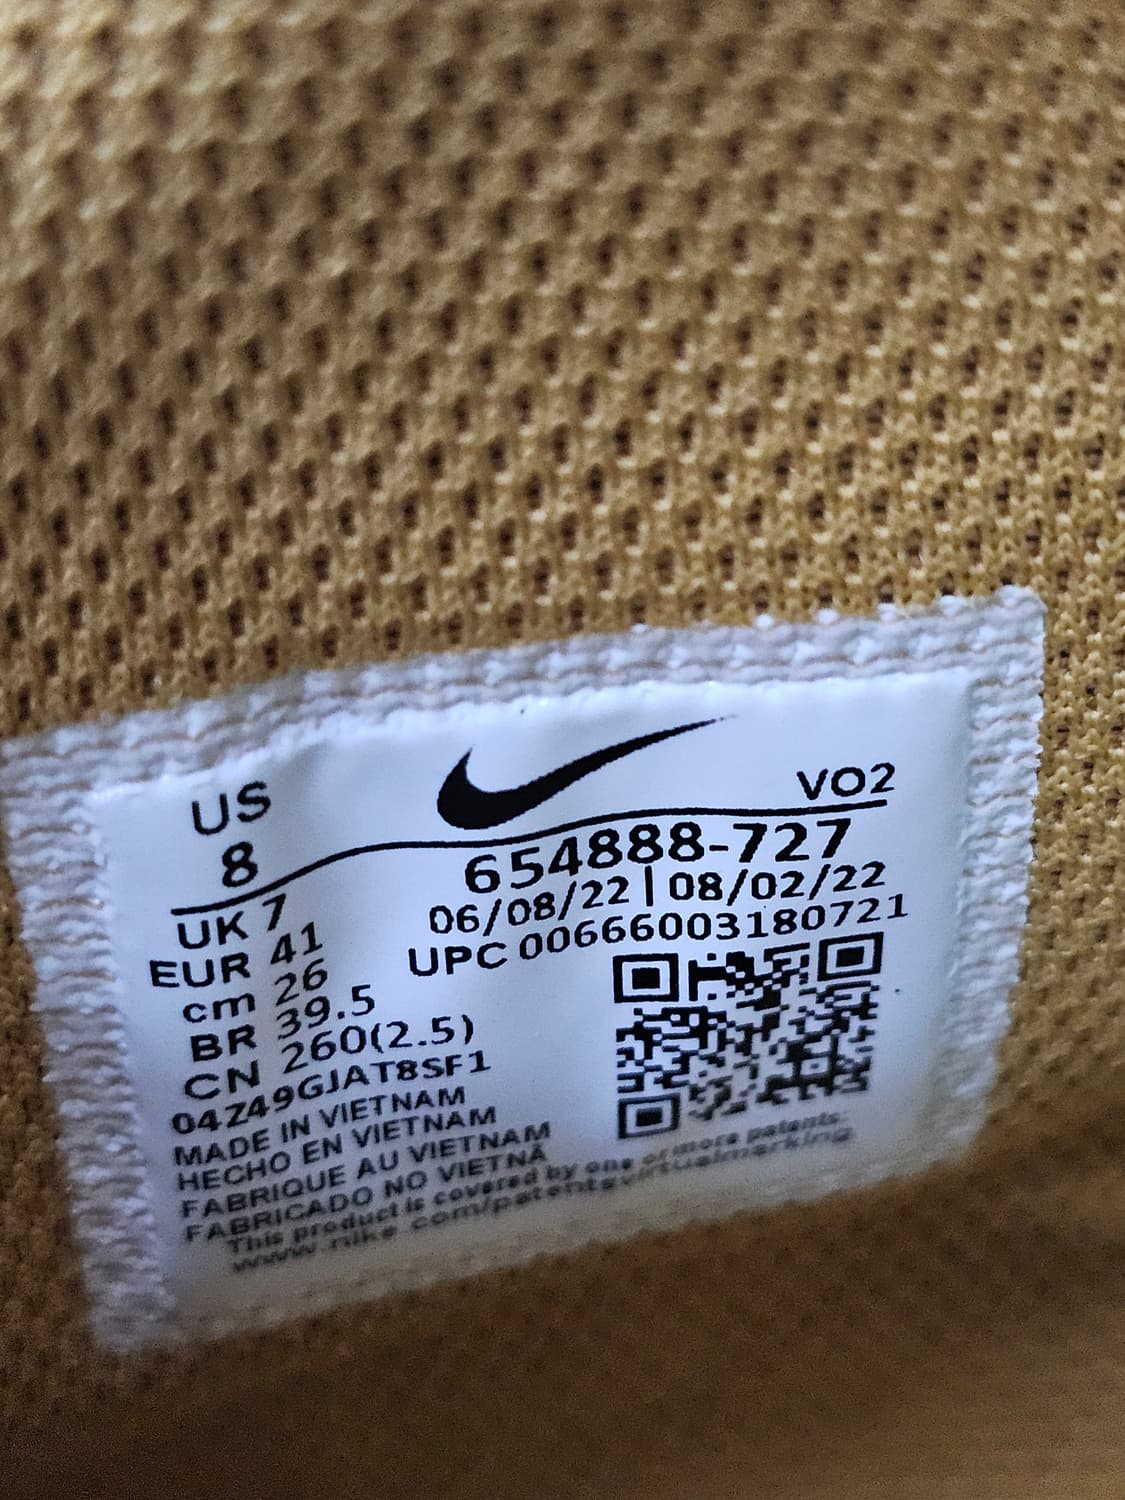 US
8
VO2
654888-727
06/08/22 | 08/02/22
UPC 00666003180721
UK 7
EUR 41
cm 26
BR 39.5
CN 260(2.5)
04Z49GJAT8SF1
MADE IN VIETNAM
HECHO EN VIETNAM
FABRIQUE AU VIETNAM
FABRICADO NO VIETNÃ
This product is covered by one or more patents:
www.nike.com/patentsvirtualmarking